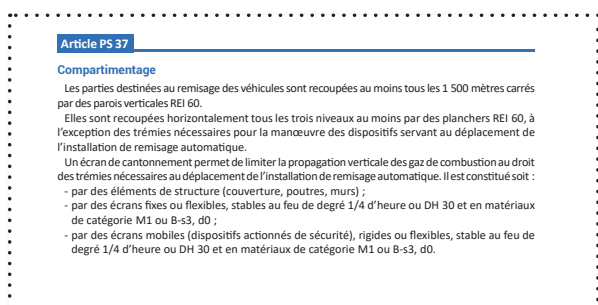 Article PS 37
Compartimentage
Les parties destinées au remisage des véhicules sont recoupées au moins tous les 1 500 mètres carrés
par des parois verticales REI 60.
Elles sont recoupées horizontalement tous les trois niveaux au moins par des planchers REI 60, à
l'exception des trémies nécessaires pour la manœuvre des dispositifs servant au déplacement de
l'installation de remisage automatique.
Un écran de cantonnement permet de limiter la propagation verticale des gaz de combustion au droit
des trémies nécessaires au déplacement de l'installation de remisage automatique. Il est constitué soit :
- par des éléments de structure (couverture, poutres, murs) ;
- par des écrans fixes ou flexibles, stables au feu de degré 1/4 d'heure ou DH 30 et en matériaux
de catégorie M1 ou B-s3, d0 ;
- par des écrans mobiles (dispositifs actionnés de sécurité), rigides ou flexibles, stable au feu de
degré 1/4 d'heure ou DH 30 et en matériaux de catégorie M1 ou B-s3, d0.